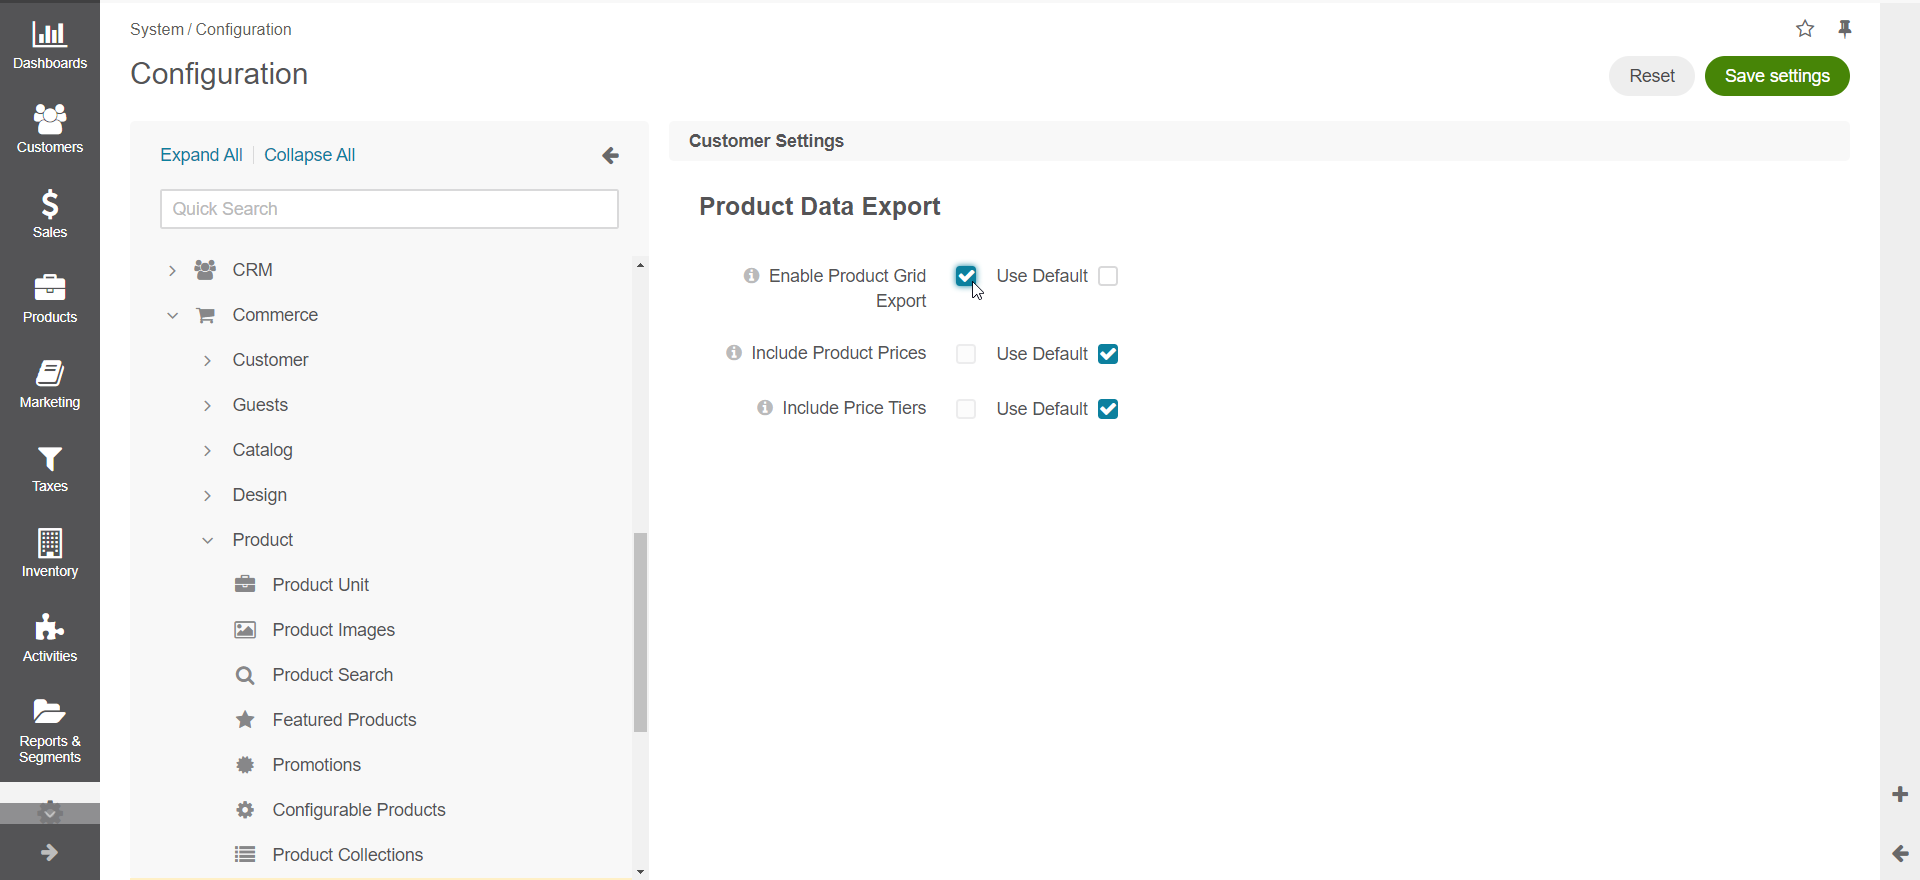 Dashboards
Customers
Sales
Products
Marketing
Taxes
Inventory
Activities
Reports &
Segments
System / Configuration
Configuration
Reset
Save settings
Expand All
Collapse All
Quick Search
CRM
Commerce
Customer
Guests
Catalog
Design
Product
Product Unit
Product Images
Product Search
Featured Products
Promotions
Configurable Products
Product Collections
Customer Settings
Product Data Export
Enable Product Grid
Export
Use Default
Include Product Prices
Use Default
Include Price Tiers
Use Default